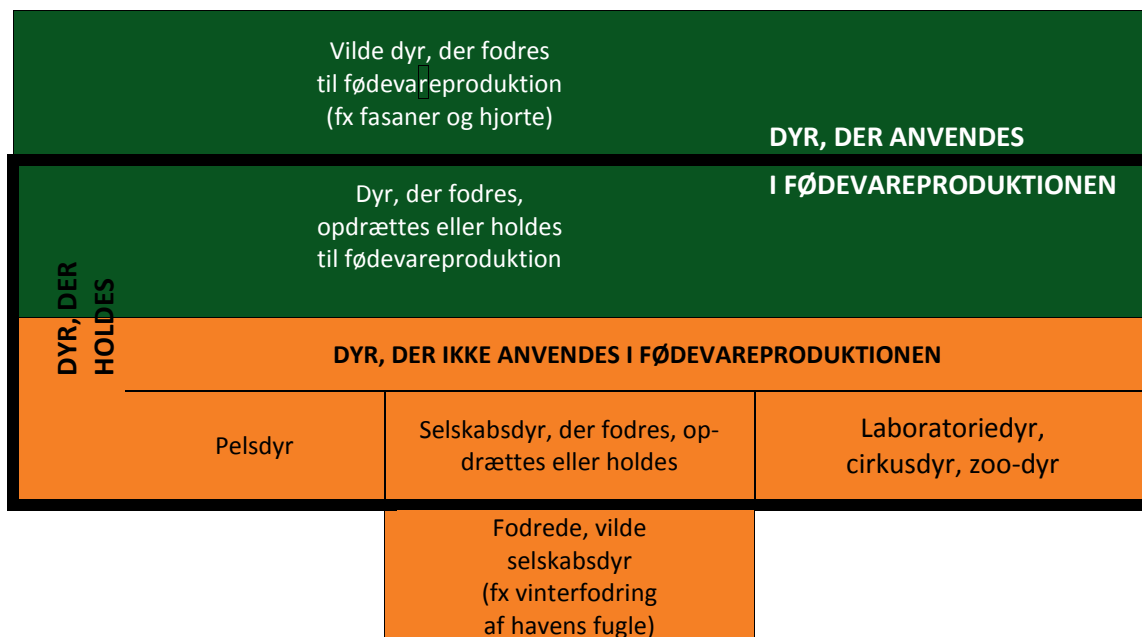 Vilde dyr, der fodres
til fødevareproduktion
(fx fasaner og hjorte)
DYR, DER ANVENDES
I FØDEVAREPRODUKTIONEN
Dyr, der fodres,
opdrættes eller holdes
til fødevareproduktion
DYR, DER
HOLDES
DYR, DER IKKE ANVENDES I FØDEVAREPRODUKTIONEN
Pelsdyr
Selskabsdyr, der fodres, op-
drættes eller holdes
Laboratoriedyr,
cirkusdyr, zoo-dyr
Fodrede, vilde
selskabsdyr
(fx vinterfodring
af havens fugle)